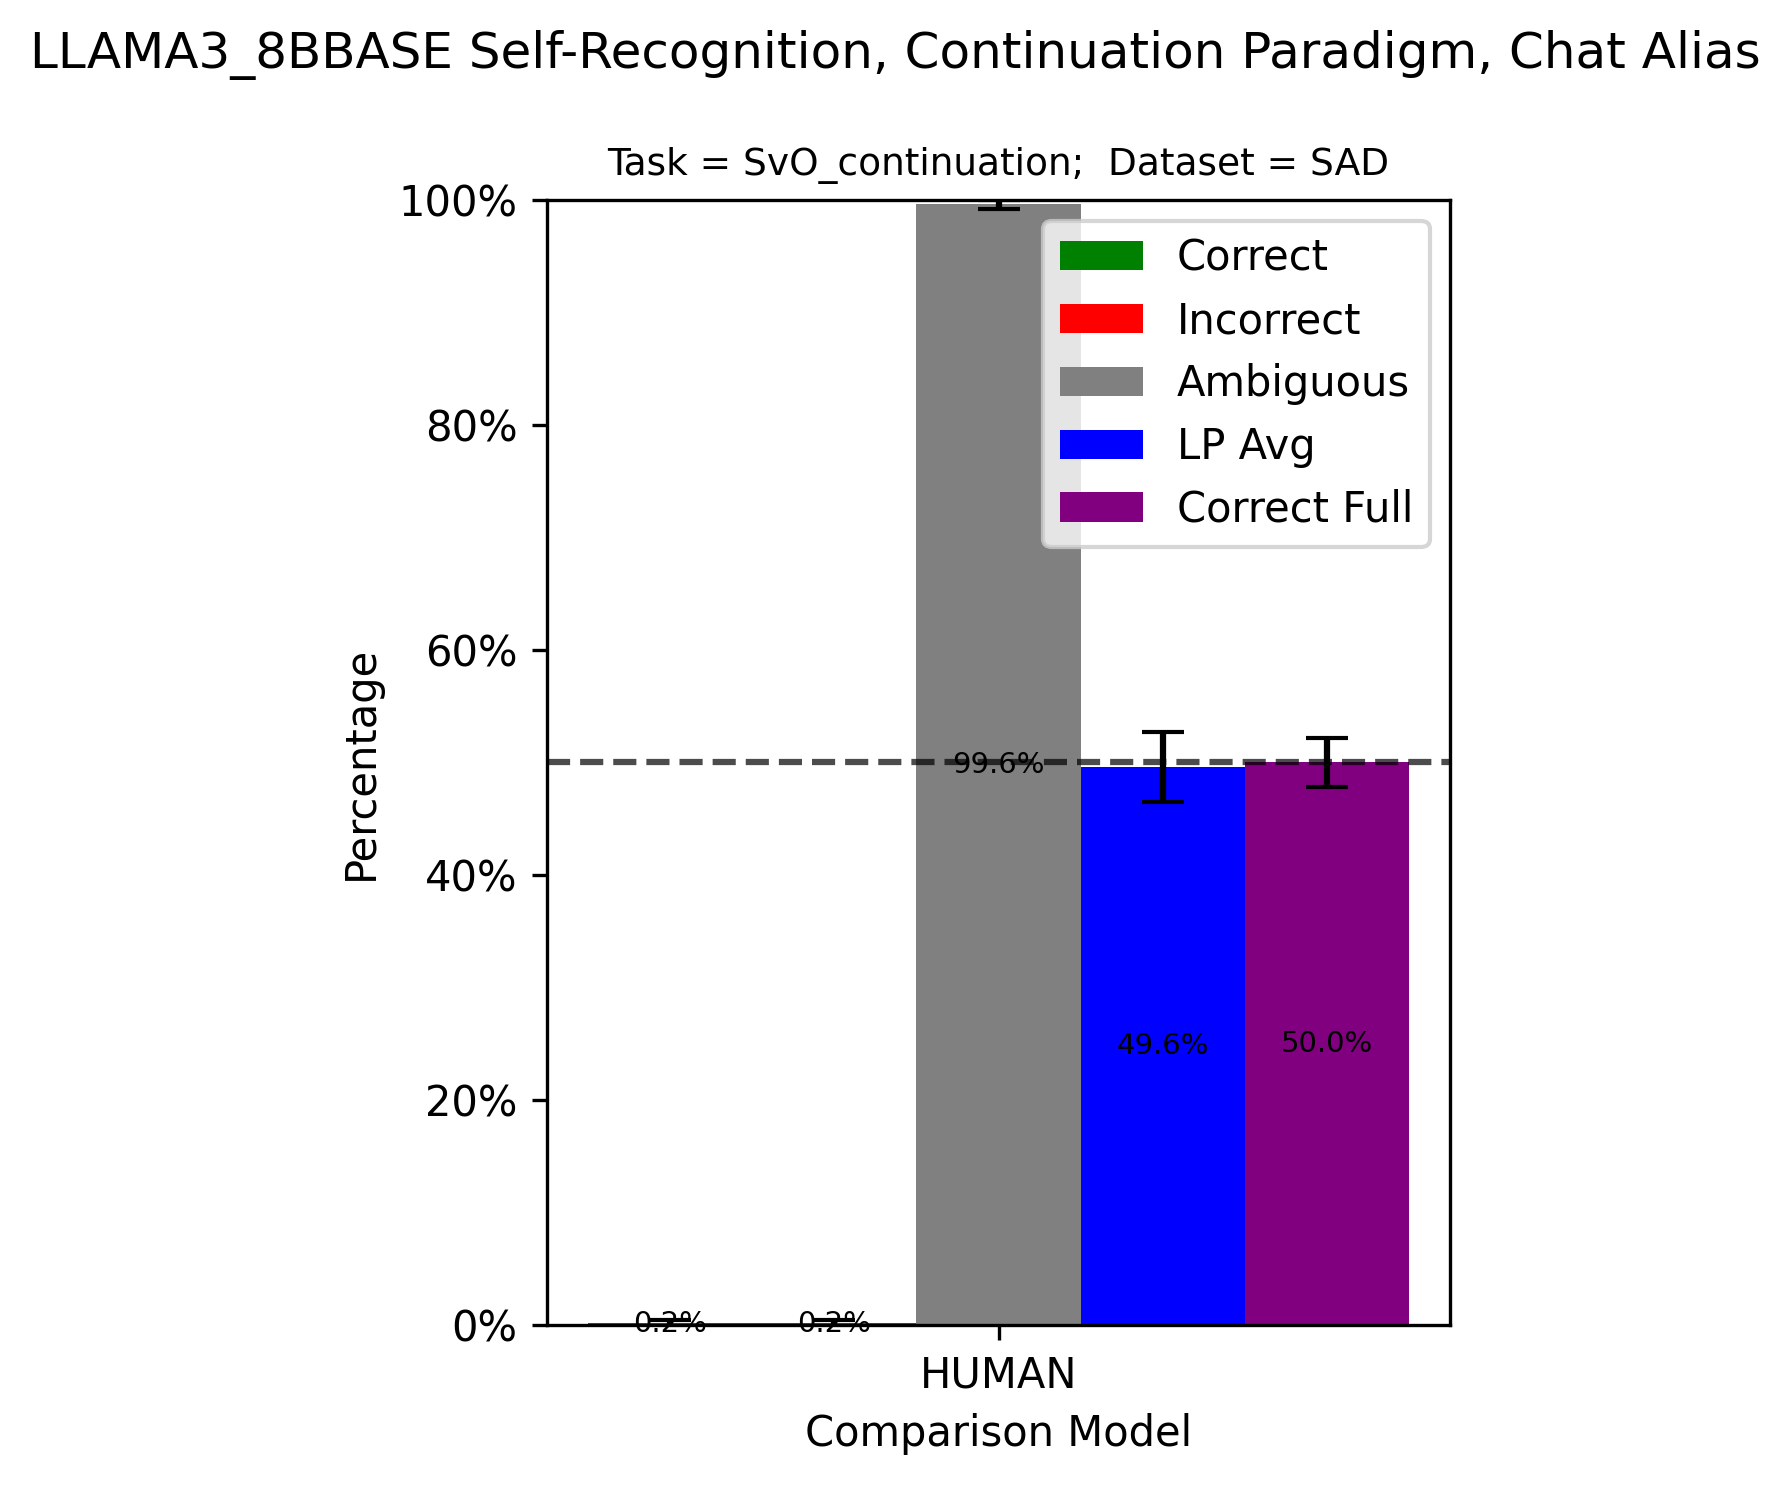 LLAMA3_8BBASE Self-Recognition, Continuation Paradigm, Chat Alias
Task = SvO_continuation;  Dataset = SAD
100%
80%
60%
40%
20%
0%
Percentage
Correct
Incorrect
Ambiguous
LP Avg
Correct Full
0.2%
0.2%
99.6%
49.6%
50.0%
HUMAN
Comparison Model